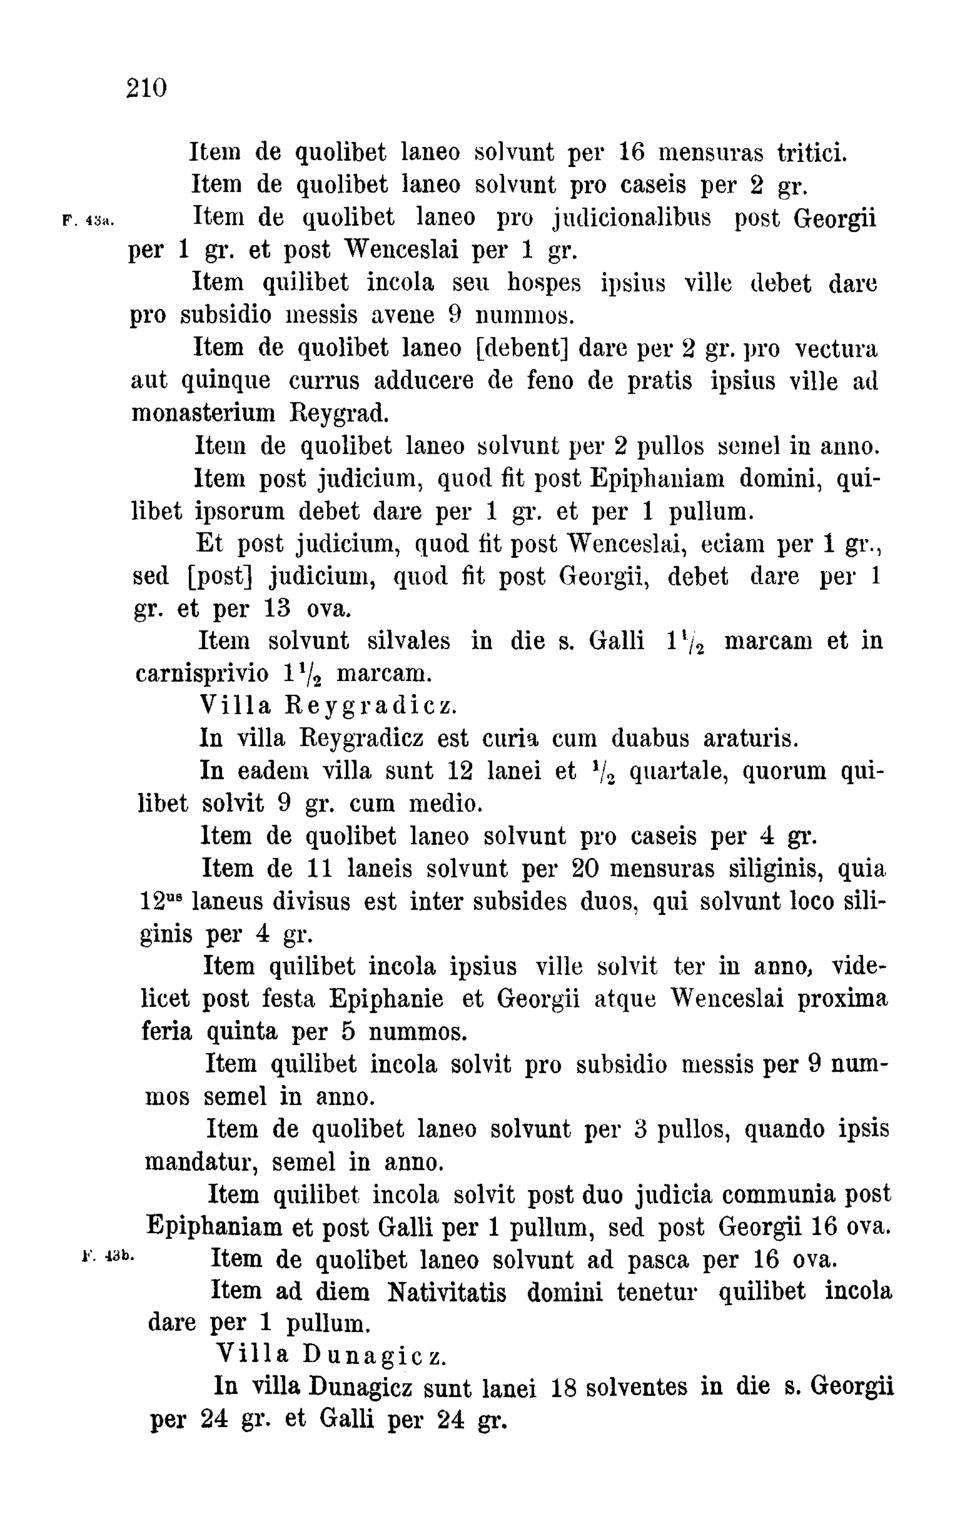 210
Item de quolibet laneo solvunt per 16 mensuras tritici.
Item de quolibet laneo solvunt pro caseis per 2 gr.
F. 43a. Item de quolibet laneo pro judicionalibus post Georgii
per 1 gr. et post Wenceslai per 1 gr.
Item quilibet incola seu hospes ipsius ville debet dare
pro subsidio messis avene 9 nummos.
Item de quolibet laneo [debent] dare per 2 gr. pro vectura
aut quinque currus adducere de feno de pratis ipsius ville ad
monasterium Reygrad.
Item de quolibet laneo solvunt per 2 pullos semel in anno.
Item post judicium, quod fit post Epiphaniam domini, qui-
libet ipsorum debet dare per 1 gr. et per 1 pullum.
Et post judicium, quod fit post Wenceslai, eciam per 1 gr.,
sed [post] judicium, quod fit post Georgii, debet dare per 1
gr. et per 13 ova.
Item solvunt silvales in die s. Galli 1¹/₂ marcam et in
carnisprivio 1¹/₂ marcam.
Villa Reygradicz.
In villa Reygradicz est curia cum duabus araturis.
In eadem villa sunt 12 lanei et ¹/₂ quartale, quorum qui-
libet solvit 9 gr. cum medio.
Item de quolibet laneo solvunt pro caseis per 4 gr.
Item de 11 laneis solvunt per 20 mensuras siliginis, quia
12ᵘˢ laneus divisus est inter subsides duos, qui solvunt loco sili-
ginis per 4 gr.
Item quilibet incola ipsius ville solvit ter in anno, vide-
licet post festa Epiphanie et Georgii atque Wenceslai proxima
feria quinta per 5 nummos.
Item quilibet incola solvit pro subsidio messis per 9 num-
mos semel in anno.
Item de quolibet laneo solvunt per 3 pullos, quando ipsis
mandatur, semel in anno.
Item quilibet incola solvit post duo judicia communia post
Epiphaniam et post Galli per 1 pullum, sed post Georgii 16 ova.
F. 43b. Item de quolibet laneo solvunt ad pasca per 16 ova.
Item ad diem Nativitatis domini tenetur quilibet incola
dare per 1 pullum.
Villa Dunagicz.
In villa Dunagicz sunt lanei 18 solventes in die s. Georgii
per 24 gr. et Galli per 24 gr.